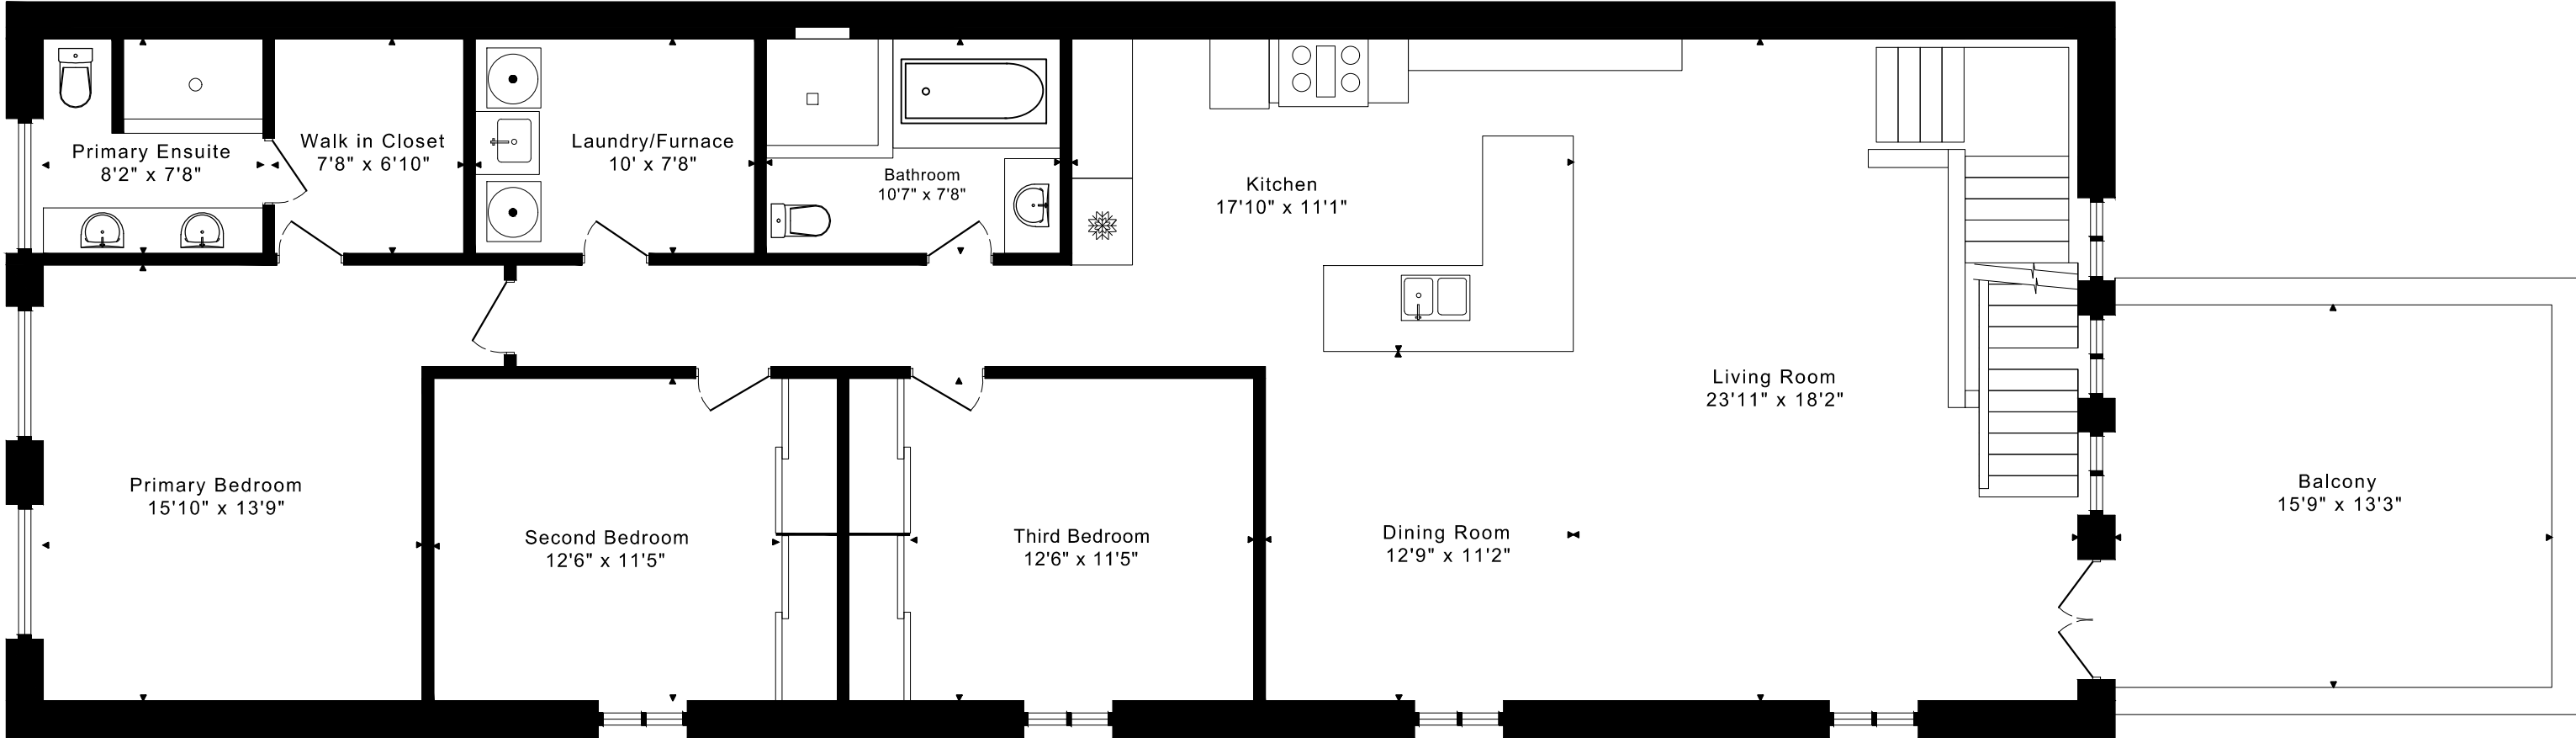 Primary Ensuite
8'2" x 7'8"
Walk in Closet
7'8" x 6'10"
Laundry/Furnace
10' x 7'8"
Bathroom
10'7" x 7'8"
Kitchen
17'10" x 11'1"
Living Room
23'11" x 18'2"
Primary Bedroom
15'10" x 13'9"
Second Bedroom
12'6" x 11'5"
Third Bedroom
12'6" x 11'5"
Dining Room
12'9" x 11'2"
Balcony
15'9" x 13'3"